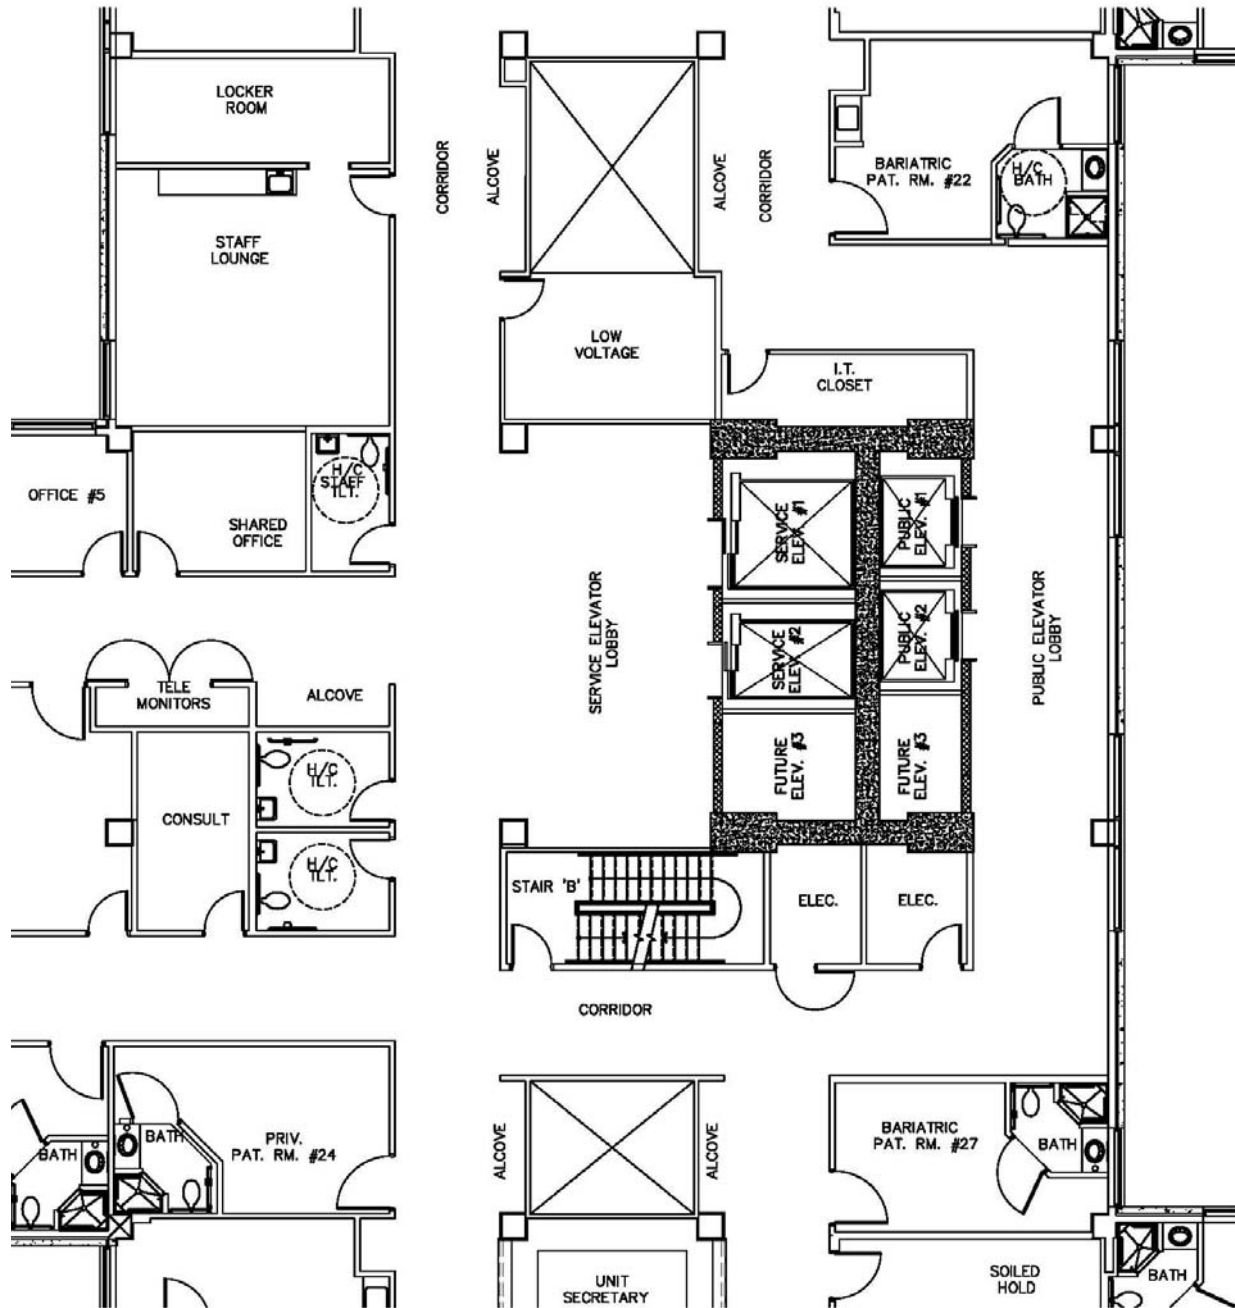 LOCKER
ROOM
CORRIDOR
ALCOVE
ALCOVE
CORRIDOR
BARIATRIC
PAT. RM. #22
H/C
BATH
STAFF
LOUNGE
LOW
VOLTAGE
I.T.
CLOSET
OFFICE #5
SHARED
OFFICE
H/C
STAFF
TLT.
SERVICE ELEVATOR
LOBBY
SERVICE
ELEV. #1
PUBLIC
ELEV. #1
SERVICE
ELEV. #2
PUBLIC
ELEV. #2
FUTURE
ELEV. #3
FUTURE
ELEV. #3
PUBLIC ELEVATOR
LOBBY
TELE
MONITORS
ALCOVE
H/C
TLT.
CONSULT
H/C
TLT.
STAIR 'B'
ELEC.
ELEC.
CORRIDOR
BATH
BATH
PRIV.
PAT. RM. #24
ALCOVE
ALCOVE
BARIATRIC
PAT. RM. #27
BATH
UNIT
SECRETARY
SOILED
HOLD
BATH